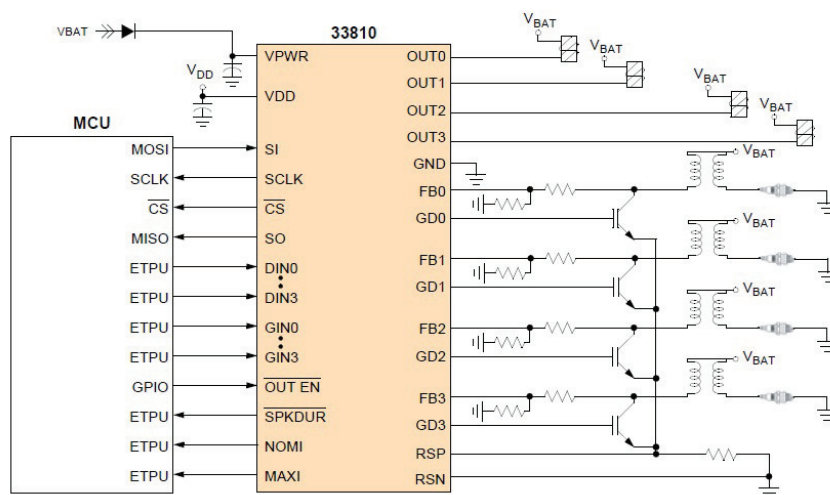 33810
VBAT
VPWR
VDD
VDD
MCU
MOSI
SI
SCLK
SCLK
CS
CS
MISO
SO
ETPU
DIN0
ETPU
DIN3
ETPU
GIN0
ETPU
GIN3
GPIO
OUT EN
ETPU
SPKDUR
ETPU
NOMI
ETPU
MAXI
OUT0
VBAT
OUT1
VBAT
OUT2
VBAT
OUT3
VBAT
GND
VBAT
FB0
GD0
VBAT
FB1
GD1
VBAT
FB2
GD2
VBAT
FB3
GD3
RSP
RSN